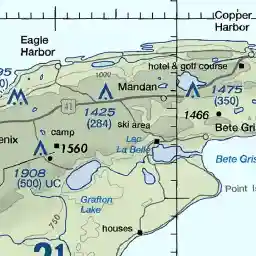 Copper
Harbor
Eagle
Harbor
hotel & golf course
1000
Mandan
1475
(350)
41
1425
(284)
1466
ski area
Bete Gris
camp
Lac
La Belle
enix
1560
Bete Gris
1908
(500) UC
Point I
Grafton
Lake
750
houses
21